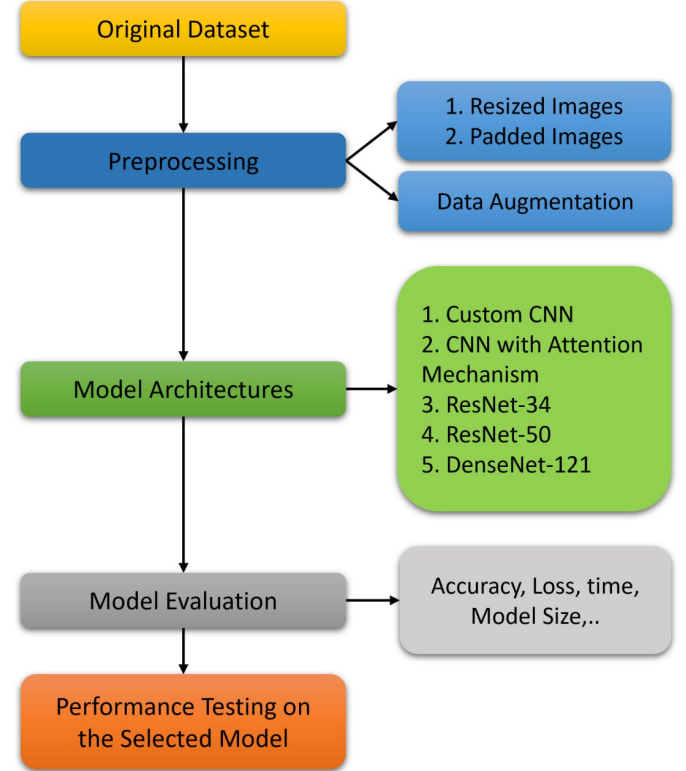 Original Dataset
Preprocessing
1. Resized Images
2. Padded Images
Data Augmentation
Model Architectures
1. Custom CNN
2. CNN with Attention
Mechanism
3. ResNet-34
4. ResNet-50
5. DenseNet-121
Model Evaluation
Accuracy, Loss, time,
Model Size,..
Performance Testing on
the Selected Model